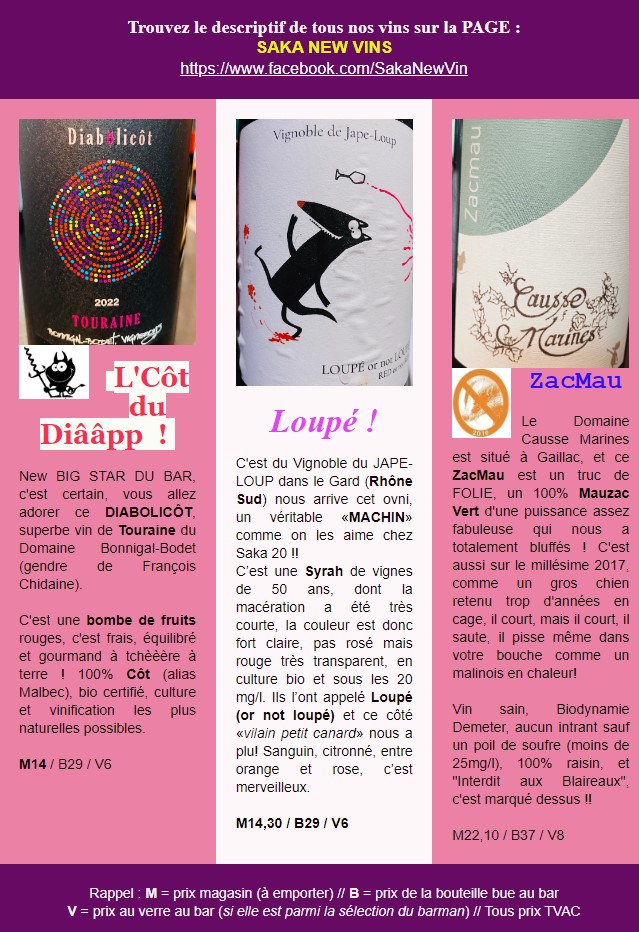 Trouvez le descriptif de tous nos vins sur la PAGE :
SAKA NEW VINS
https://www.facebook.com/SakaNewVin
Diabolicôt
2022
TOURAINE
BONNIGAL-BODET VIGNERONS
L'Côt
du
Diââpp !
New BIG STAR DU BAR,
c'est certain, vous allez
adorer ce DIABOLICÔT,
superbe vin de Touraine du
Domaine Bonnigal-Bodet
(gendre de François
Chidaine).
C'est une bombe de fruits
rouges, c'est frais, équilibré
et gourmand à tchèèère à
terre ! 100% Côt (alias
Malbec), bio certifié, culture
et vinification les plus
naturelles possibles.
M14 / B29 / V6
Vignoble de Jape-Loup
LOUPÉ or not LOU
RED
Loupé !
C'est du Vignoble du JAPE-
LOUP dans le Gard (Rhône
Sud) nous arrive cet ovni,
un véritable «MACHIN»
comme on les aime chez
Saka 20 !!
C’est une Syrah de vignes
de 50 ans, dont la
macération a été très
courte, la couleur est donc
fort claire, pas rosé mais
rouge très transparent, en
culture bio et sous les 20
mg/l. Ils l’ont appelé Loupé
(or not loupé) et ce côté
«vilain petit canard» nous a
plu! Sanguin, citronné, entre
orange et rose, c’est
merveilleux.
M14,30 / B29 / V6
Zacmau
Causse
Marines
2018
ZacMau
Le Domaine
Causse Marines
est situé à Gaillac, et ce
ZacMau est un truc de
FOLIE, un 100% Mauzac
Vert d'une puissance assez
fabuleuse qui nous a
totalement bluffés ! C'est
aussi sur le millésime 2017,
comme un gros chien
retenu trop d'années en
cage, il court, mais il court, il
saute, il pisse même dans
votre bouche comme un
malinois en chaleur!
Vin sain, Biodynamie
Demeter, aucun intrant sauf
un poil de soufre (moins de
25mg/l), 100% raisin, et
"Interdit aux Blaireaux",
c'est marqué dessus !!
M22,10 / B37 / V8
Rappel : M = prix magasin (à emporter) // B = prix de la bouteille bue au bar
V = prix au verre au bar (si elle est parmi la sélection du barman) // Tous prix TVAC